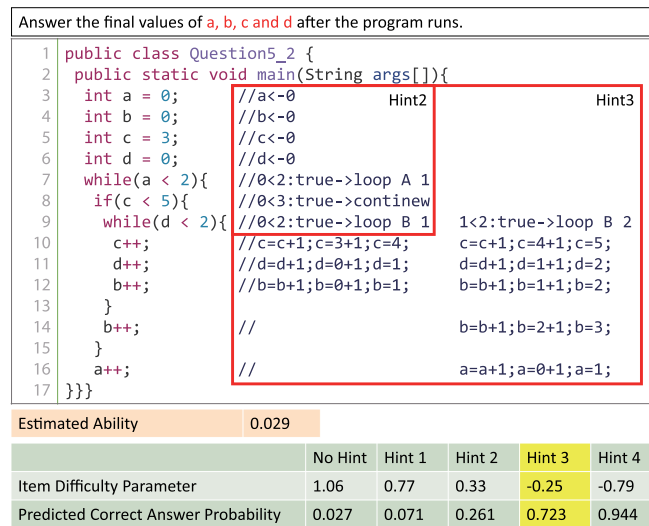 Answer the final values of a, b, c and d after the program runs.
1 public class Question5_2 {
2 public static void main(String args[]){
3 int a = 0; //a<-0 Hint2 Hint3
4 int b = 0; //b<-0
5 int c = 3; //c<-0
6 int d = 0; //d<-0
7 while(a < 2){ //0<2:true->loop A 1
8 if(c < 5){ //0<3:true->continew
9 while(d < 2){ //0<2:true->loop B 1 1<2:true->loop B 2
10 c++; //c=c+1;c=3+1;c=4; c=c+1;c=4+1;c=5;
11 d++; //d=d+1;d=0+1;d=1; d=d+1;d=1+1;d=2;
12 b++; //b=b+1;b=0+1;b=1; b=b+1;b=1+1;b=2;
13 }
14 b++; // b=b+1;b=2+1;b=3;
15 }
16 a++; // a=a+1;a=0+1;a=1;
17 }}}
Estimated Ability 0.029
No Hint Hint 1 Hint 2 Hint 3 Hint 4
Item Difficulty Parameter 1.06 0.77 0.33 -0.25 -0.79
Predicted Correct Answer Probability 0.027 0.071 0.261 0.723 0.944